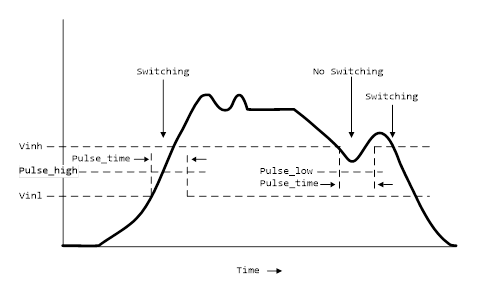 Switching
No Switching
Switching
Vinh
Pulse_time
Pulse_high
Pulse_low
Pulse_time
Vinl
Time